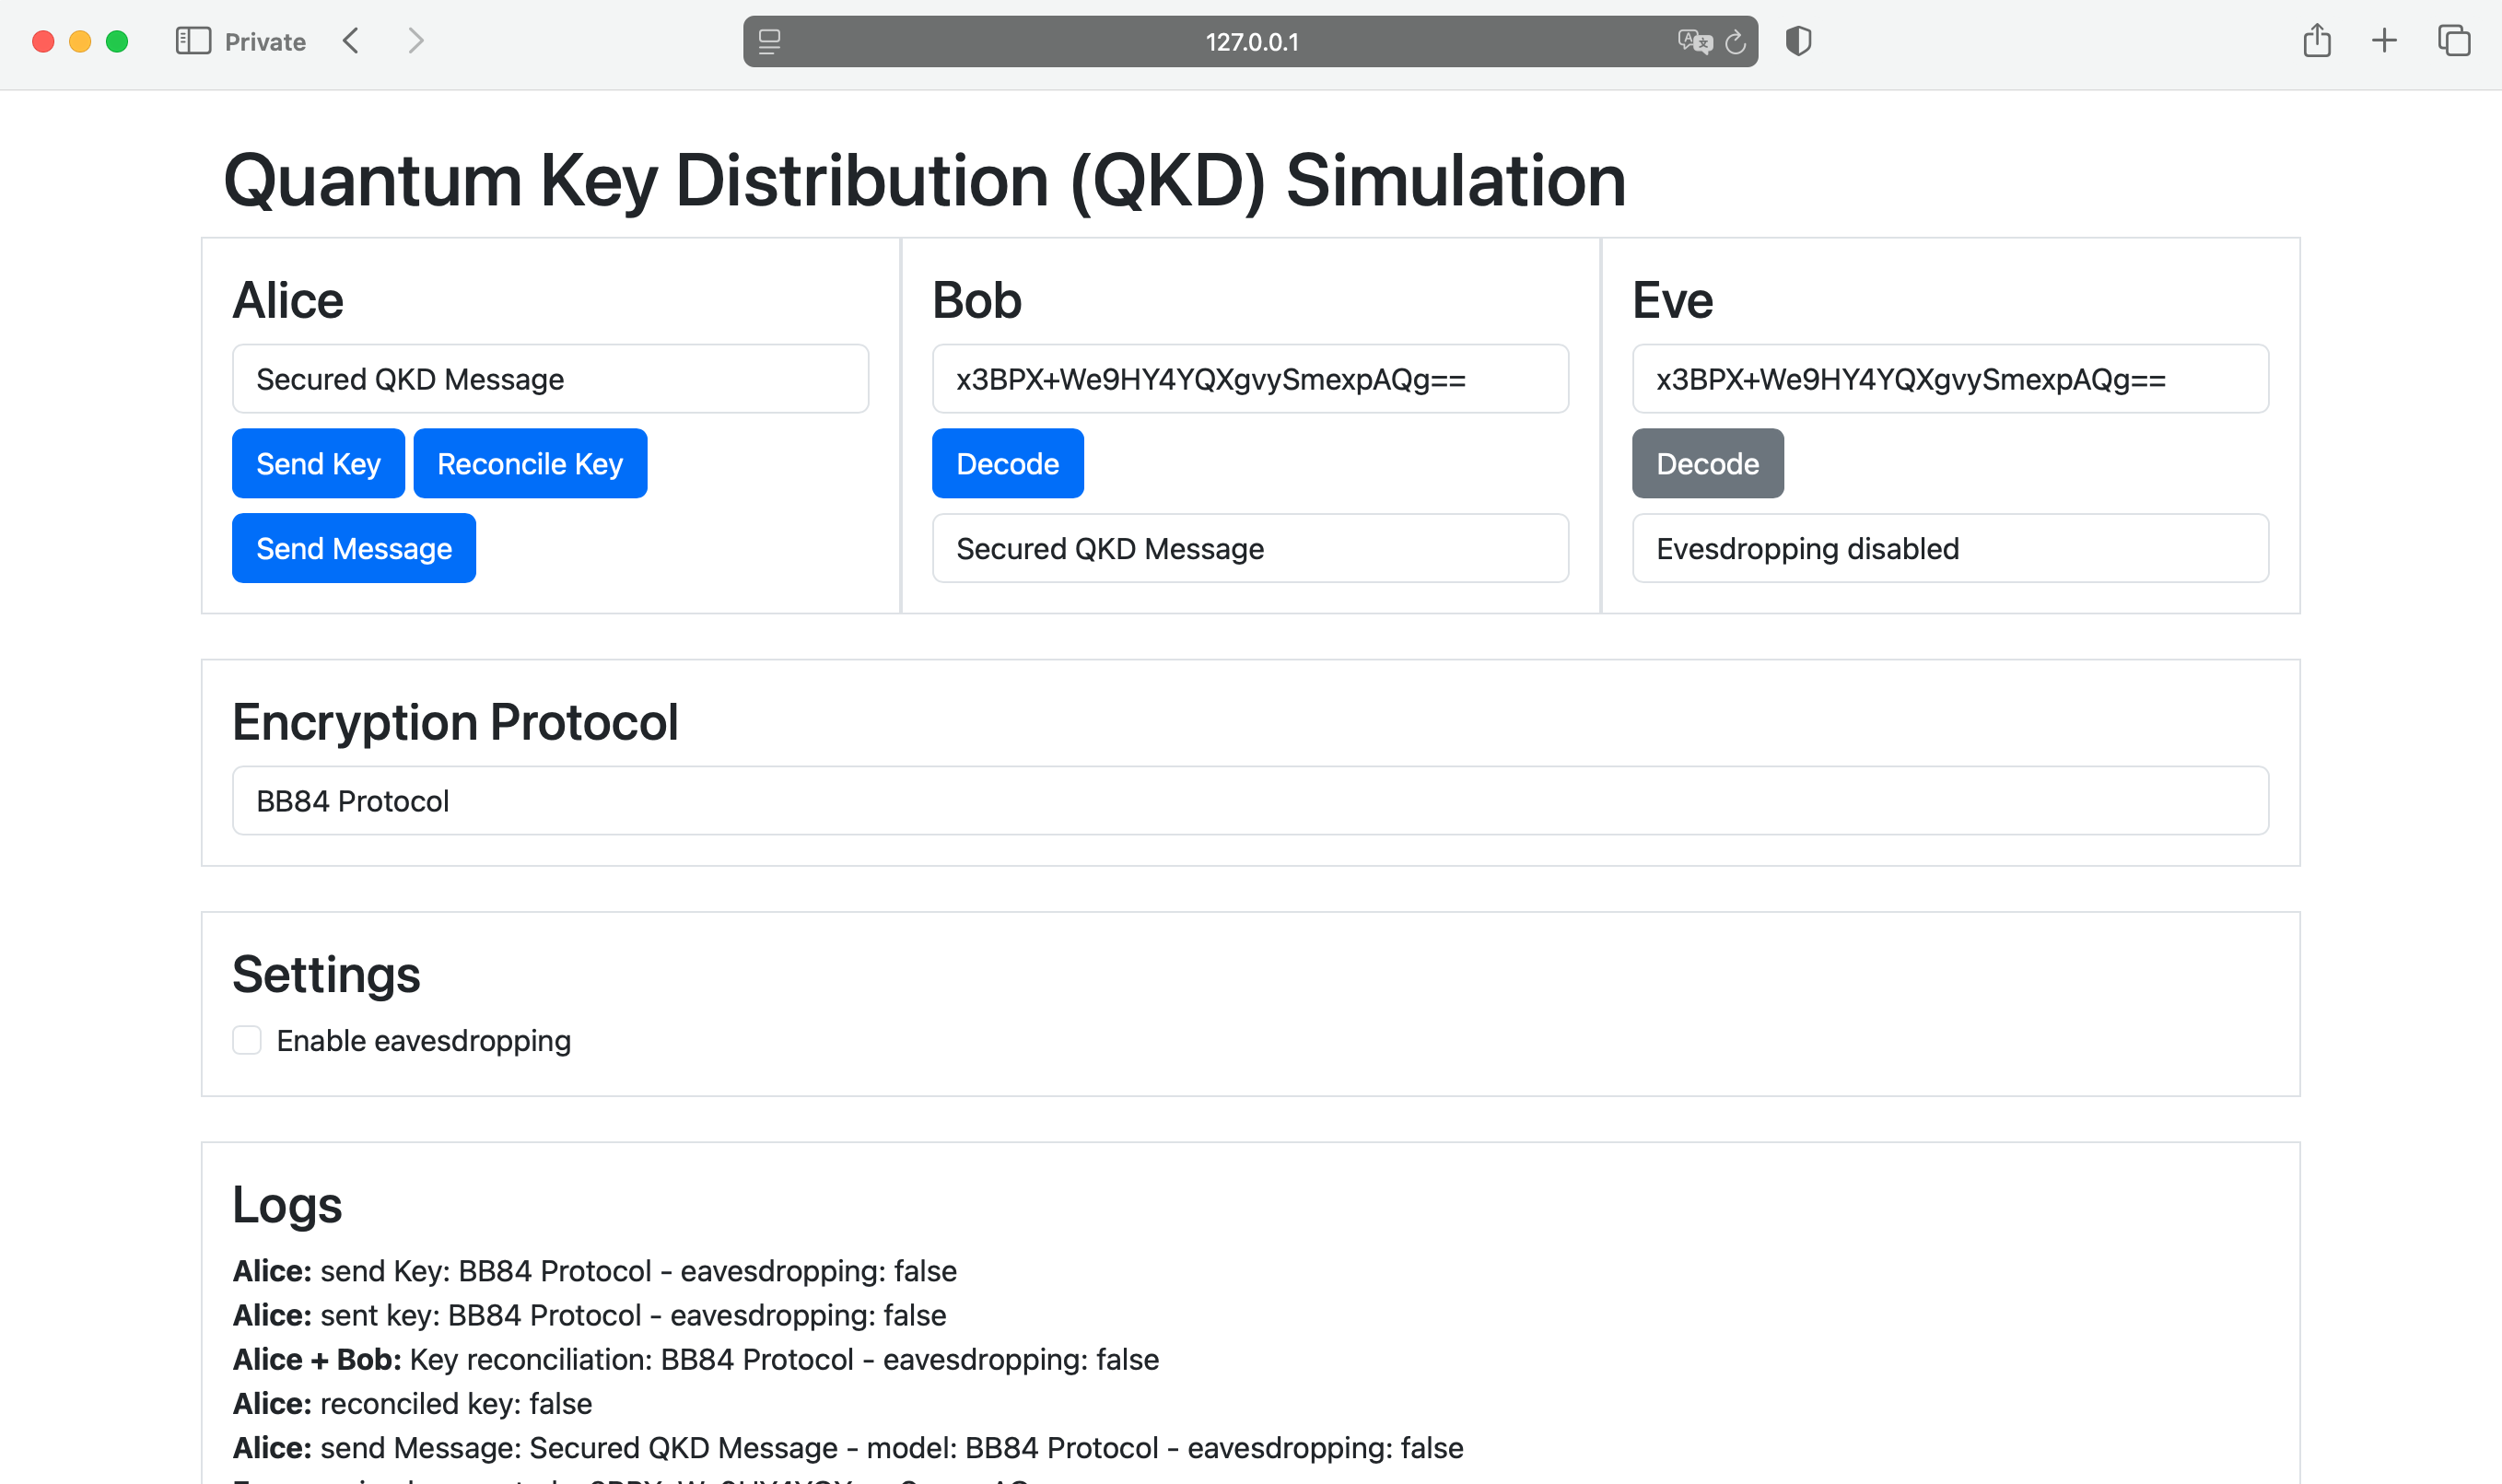 Private
127.0.0.1
Quantum Key Distribution (QKD) Simulation
Alice
Secured QKD Message
Send Key Reconcile Key
Send Message
Bob
x3BPX+We9HY4YQXgvySmexpAQg==
Decode
Secured QKD Message
Eve
x3BPX+We9HY4YQXgvySmexpAQg==
Decode
Evesdropping disabled
Encryption Protocol
BB84 Protocol
Settings
Enable eavesdropping
Logs
Alice: send Key: BB84 Protocol - eavesdropping: false
Alice: sent key: BB84 Protocol - eavesdropping: false
Alice + Bob: Key reconciliation: BB84 Protocol - eavesdropping: false
Alice: reconciled key: false
Alice: send Message: Secured QKD Message - model: BB84 Protocol - eavesdropping: false